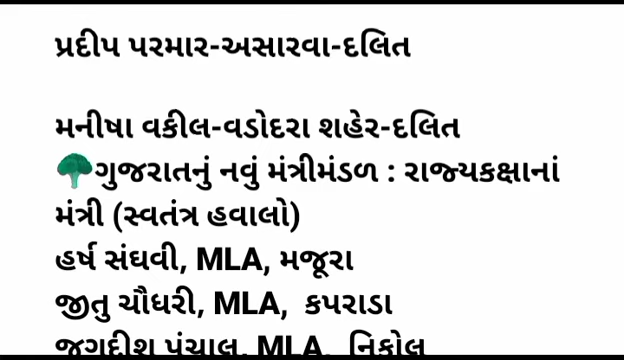 પ્રદીપ પરમાર-અસારવા-દલિત
મનીષા વકીલ-વડોદરા શહેર-દલિત
🥦ગુજરાતનું નવું મંત્રીમંડળ : રાજ્યકક્ષાનાં
મંત્રી (સ્વતંત્ર હવાલો)
હર્ષ સંઘવી, MLA, મજૂરા
જીતુ ચૌધરી, MLA, કપરાડા
જગદીશ પંચાલ, MLA, નિકોલ